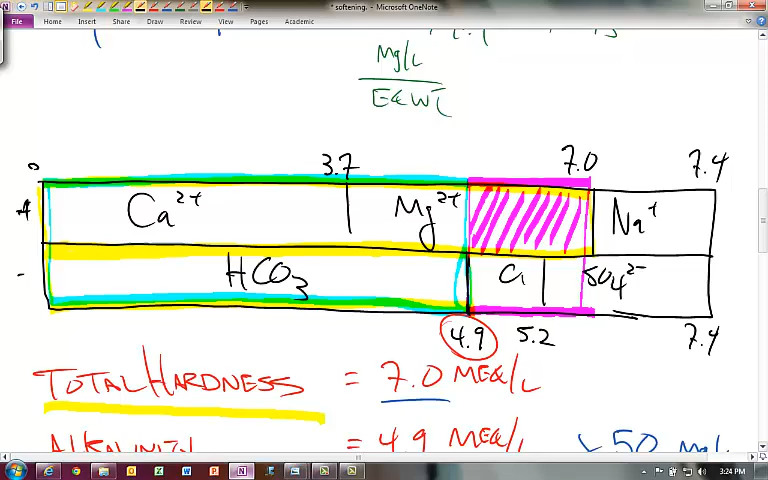 * softening. - Microsoft OneNote
File Home Insert Share Draw Review View Pages Academic
Mg/L
EQ WT
0 3.7 7.0 7.4
+ Ca2+ Mg2+ Na+
- HCO3 Cl SO42-
4.9 5.2 7.4
TOTAL HARDNESS = 7.0 MEQ/L
ALKALINITY = 4.9 MEQ/L 50
3:24 PM